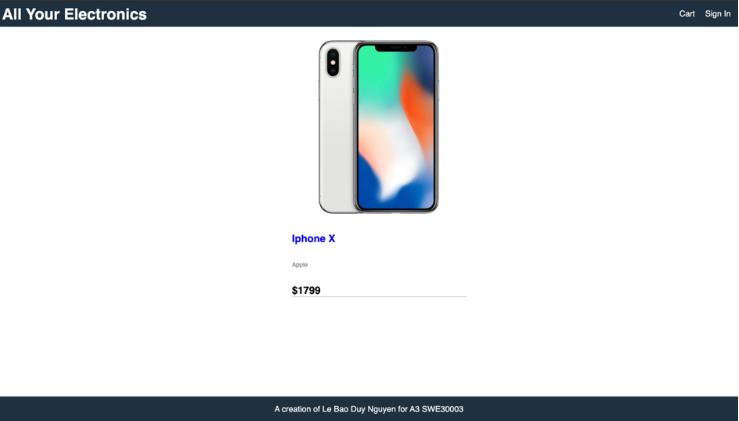 All Your Electronics
Cart
Sign In
Iphone X
Apple
$1799
A creation of Le Bao Duy Nguyen for A3 SWE30003